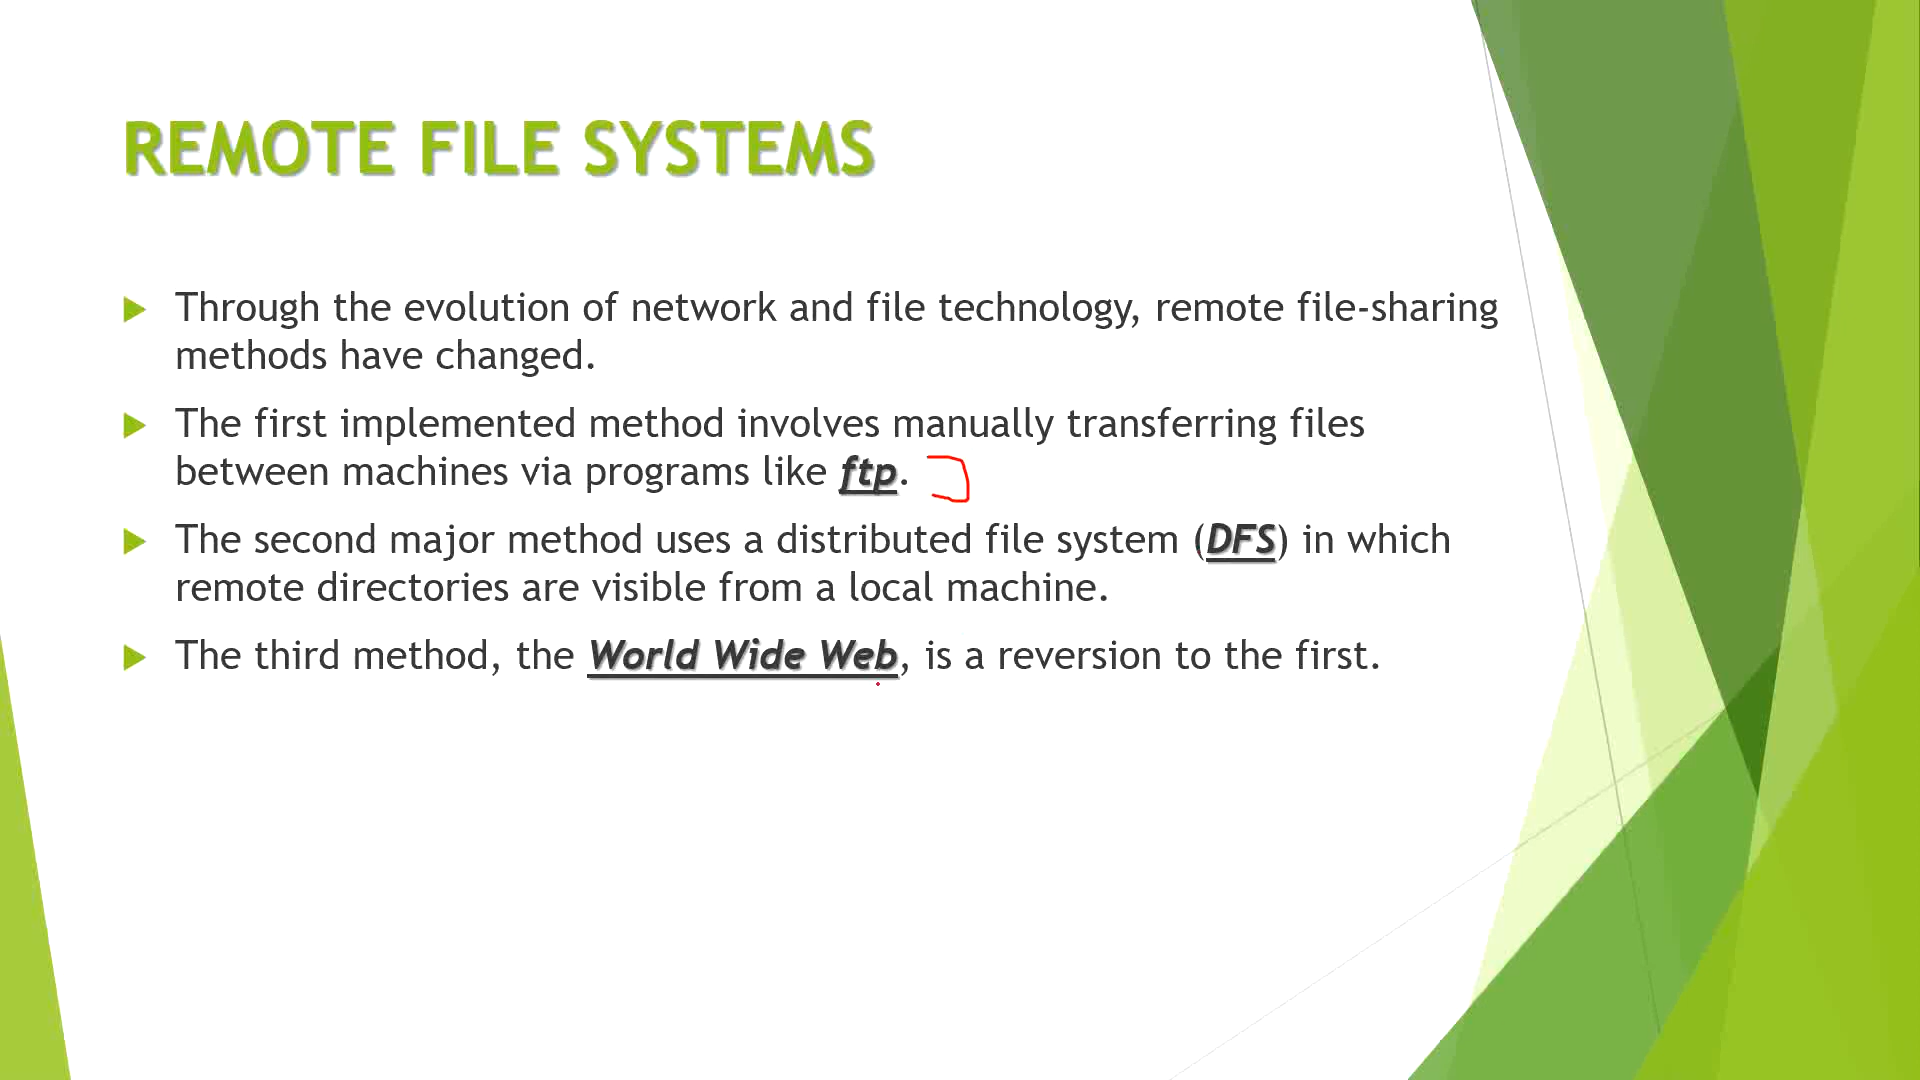 REMOTE FILE SYSTEMS
Through the evolution of network and file technology, remote file-sharing
methods have changed.
The first implemented method involves manually transferring files
between machines via programs like ftp.
The second major method uses a distributed file system (DFS) in which
remote directories are visible from a local machine.
The third method, the World Wide Web, is a reversion to the first.